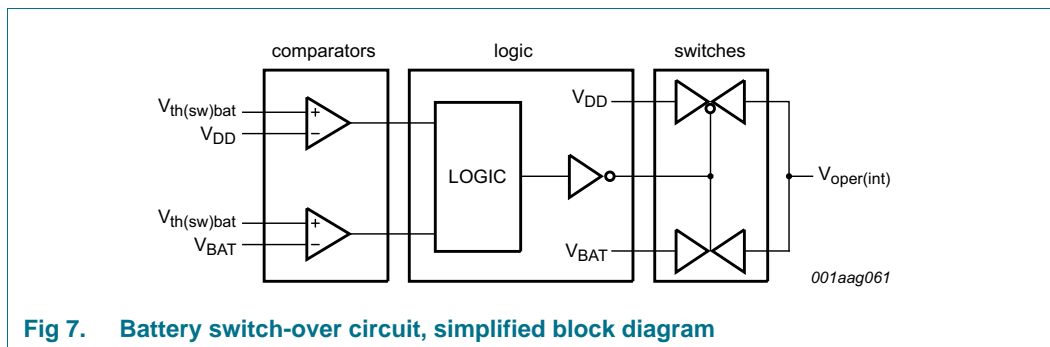 comparators
logic
switches
Vth(sw)bat
VDD
+
−
Vth(sw)bat
VBAT
+
−
LOGIC
VDD
VBAT
Voper(int)
001aag061
Fig 7. Battery switch-over circuit, simplified block diagram